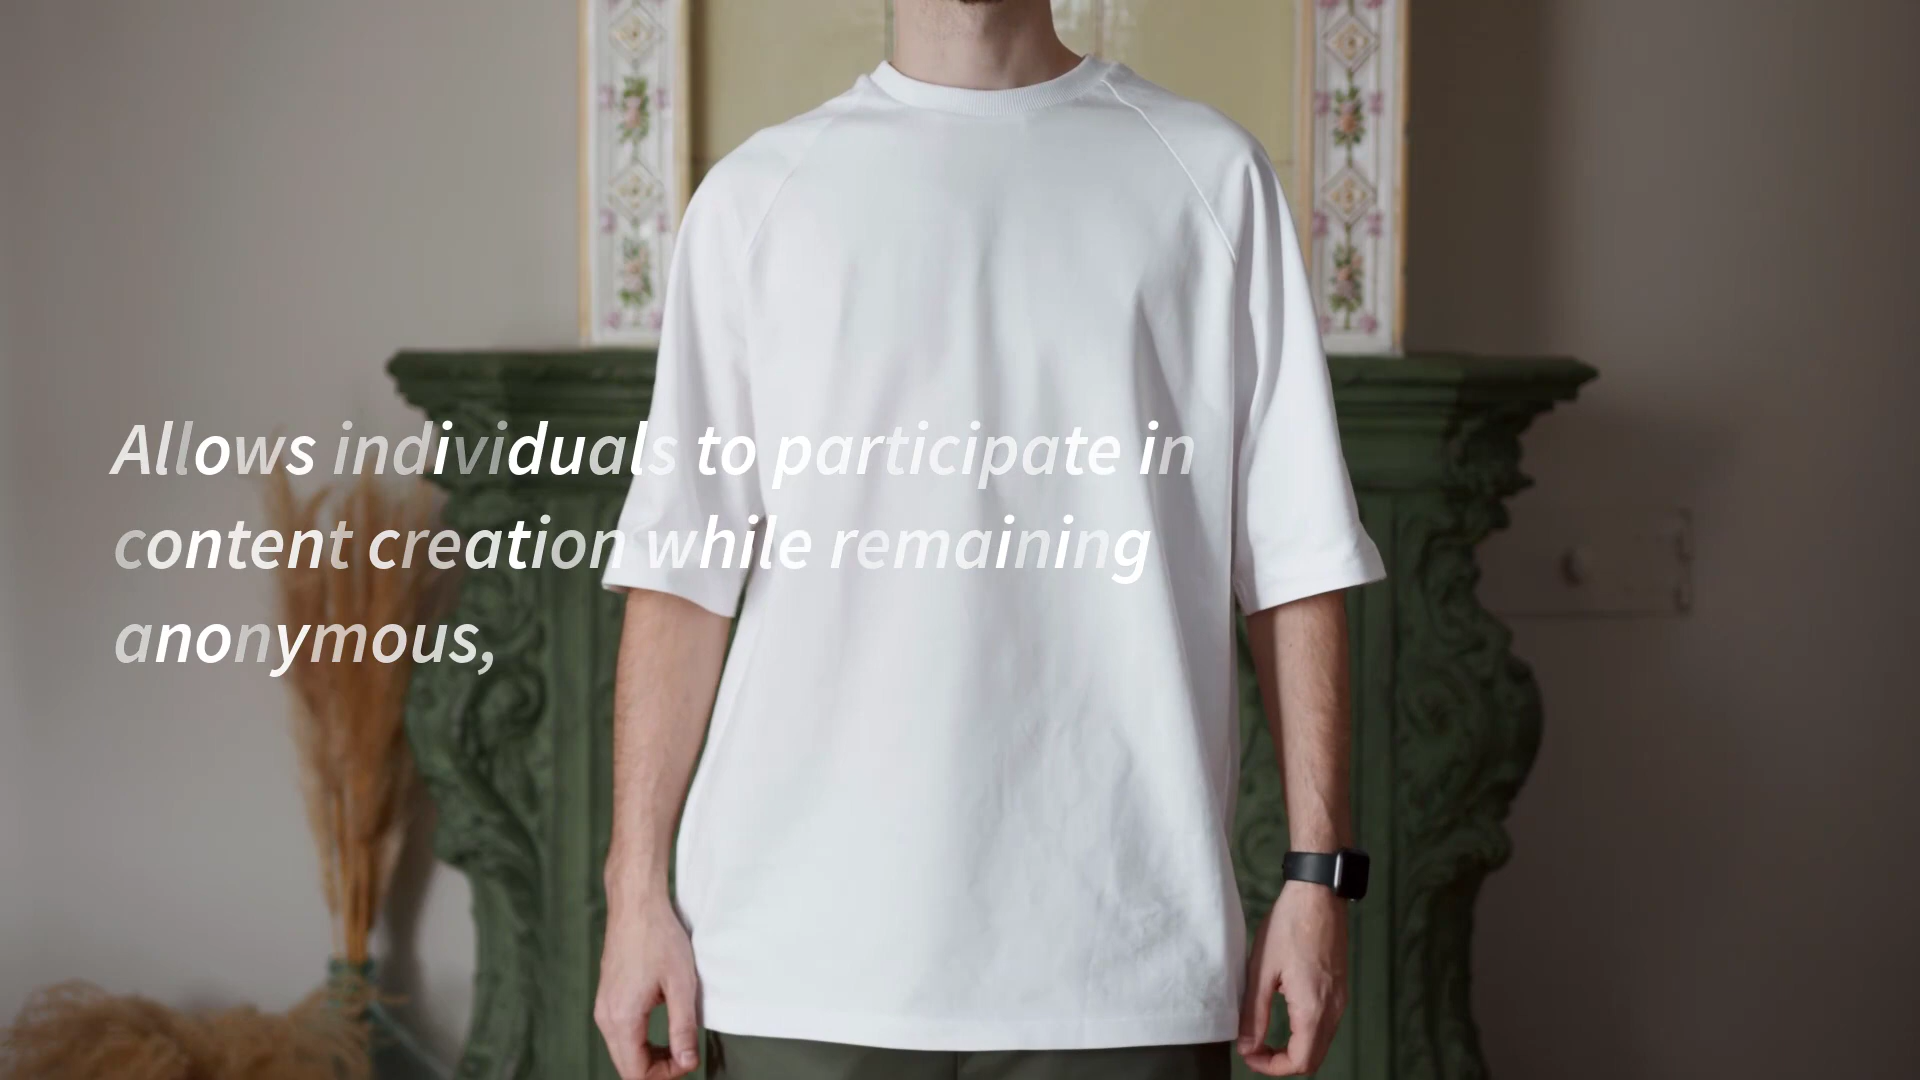 Allows individuals to participate in
content creation while remaining
anonymous,